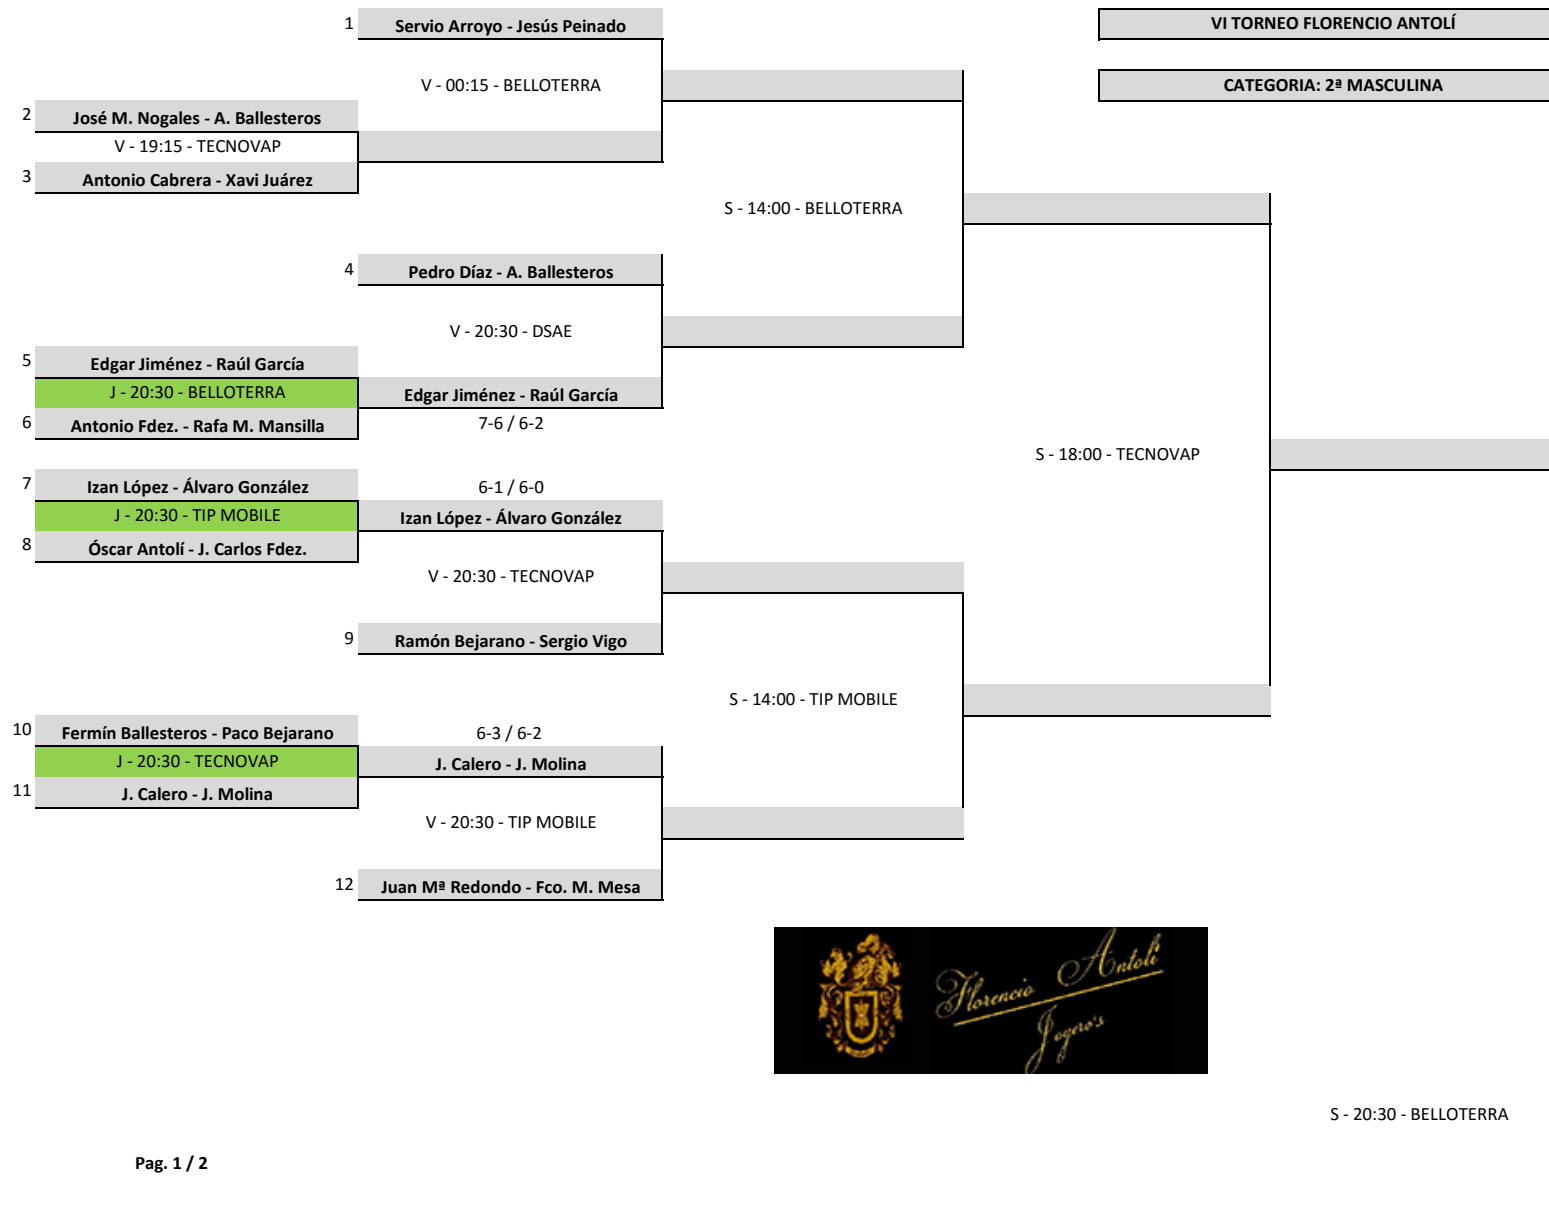 1 Servio Arroyo - Jesús Peinado
VI TORNEO FLORENCIO ANTOLÍ
V - 00:15 - BELLOTERRA
CATEGORIA: 2ª MASCULINA
2 José M. Nogales - A. Ballesteros
V - 19:15 - TECNOVAP
3 Antonio Cabrera - Xavi Juárez
S - 14:00 - BELLOTERRA
4 Pedro Díaz - A. Ballesteros
V - 20:30 - DSAE
5 Edgar Jiménez - Raúl García
J - 20:30 - BELLOTERRA
Edgar Jiménez - Raúl García
6 Antonio Fdez. - Rafa M. Mansilla
7-6 / 6-2
S - 18:00 - TECNOVAP
7 Izan López - Álvaro González
6-1 / 6-0
J - 20:30 - TIP MOBILE
Izan López - Álvaro González
8 Óscar Antolí - J. Carlos Fdez.
V - 20:30 - TECNOVAP
9 Ramón Bejarano - Sergio Vigo
S - 14:00 - TIP MOBILE
10 Fermín Ballesteros - Paco Bejarano
6-3 / 6-2
J - 20:30 - TECNOVAP
J. Calero - J. Molina
11 J. Calero - J. Molina
V - 20:30 - TIP MOBILE
12 Juan Mª Redondo - Fco. M. Mesa
Florencio Antolí
Joyero's
S - 20:30 - BELLOTERRA
Pag. 1 / 2